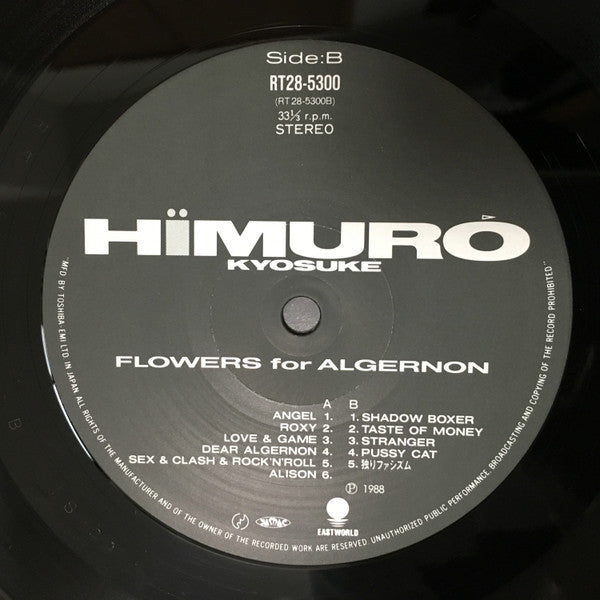 Side:B
RT28-5300
(RT28-5300B)
33⅓ r.p.m.
STEREO
HÏMURO
KYOSUKE
FLOWERS for ALGERNON
A B
ANGEL 1. 1. SHADOW BOXER
ROXY 2. 2. TASTE OF MONEY
LOVE & GAME 3. 3. STRANGER
DEAR ALGERNON 4. 4. PUSSY CAT
SEX & CLASH & ROCK'N'ROLL 5. 5. 独りファシズム
ALISON 6.
Ⓟ 1988
EASTWORLD
"MFD BY TOSHIBA-EMI LTD. IN JAPAN ALL RIGHTS OF THE MANUFACTURER AND OF THE OWNER OF THE RECORDED WORK ARE RESERVED. UNAUTHORIZED PUBLIC PERFORMANCE, BROADCASTING AND COPYING OF THE RECORD PROHIBITED"